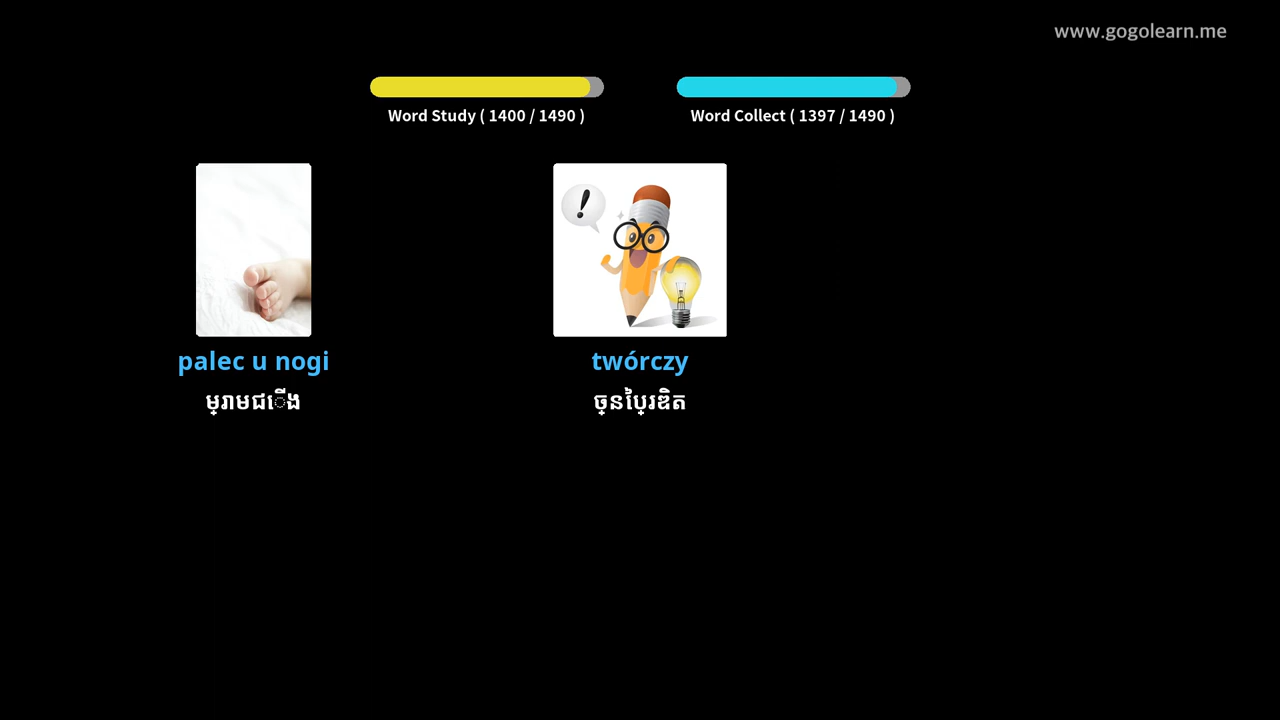 www.gogolearn.me
Word Study ( 1400 / 1490 )
Word Collect ( 1397 / 1490 )
palec u nogi
twórczy
ម្រាមជើង
ច្នៃប្រឌិត